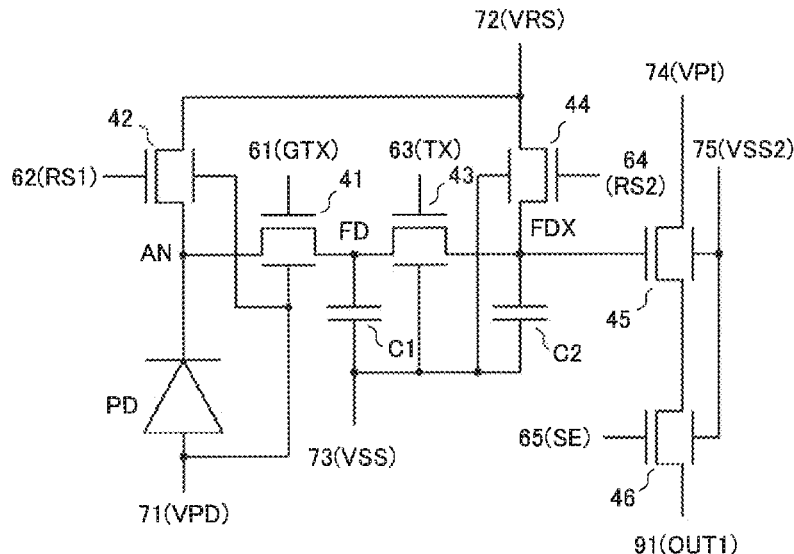 72(VRS)
74(VPI)
42
44
61(GTX)
63(TX)
75(VSS2)
41
43
62(RS1)
64
(RS2)
FD
FDX
AN
45
C1
C2
PD
73(VSS)
65(SE)
46
71(VPD)
91(OUT1)